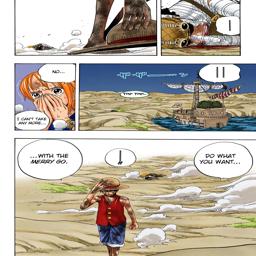 !
!!
NO...
I CAN'T TAKE
ANY MORE...
DO WHAT
YOU WANT...
!
...WITH THE
MERRY GO.